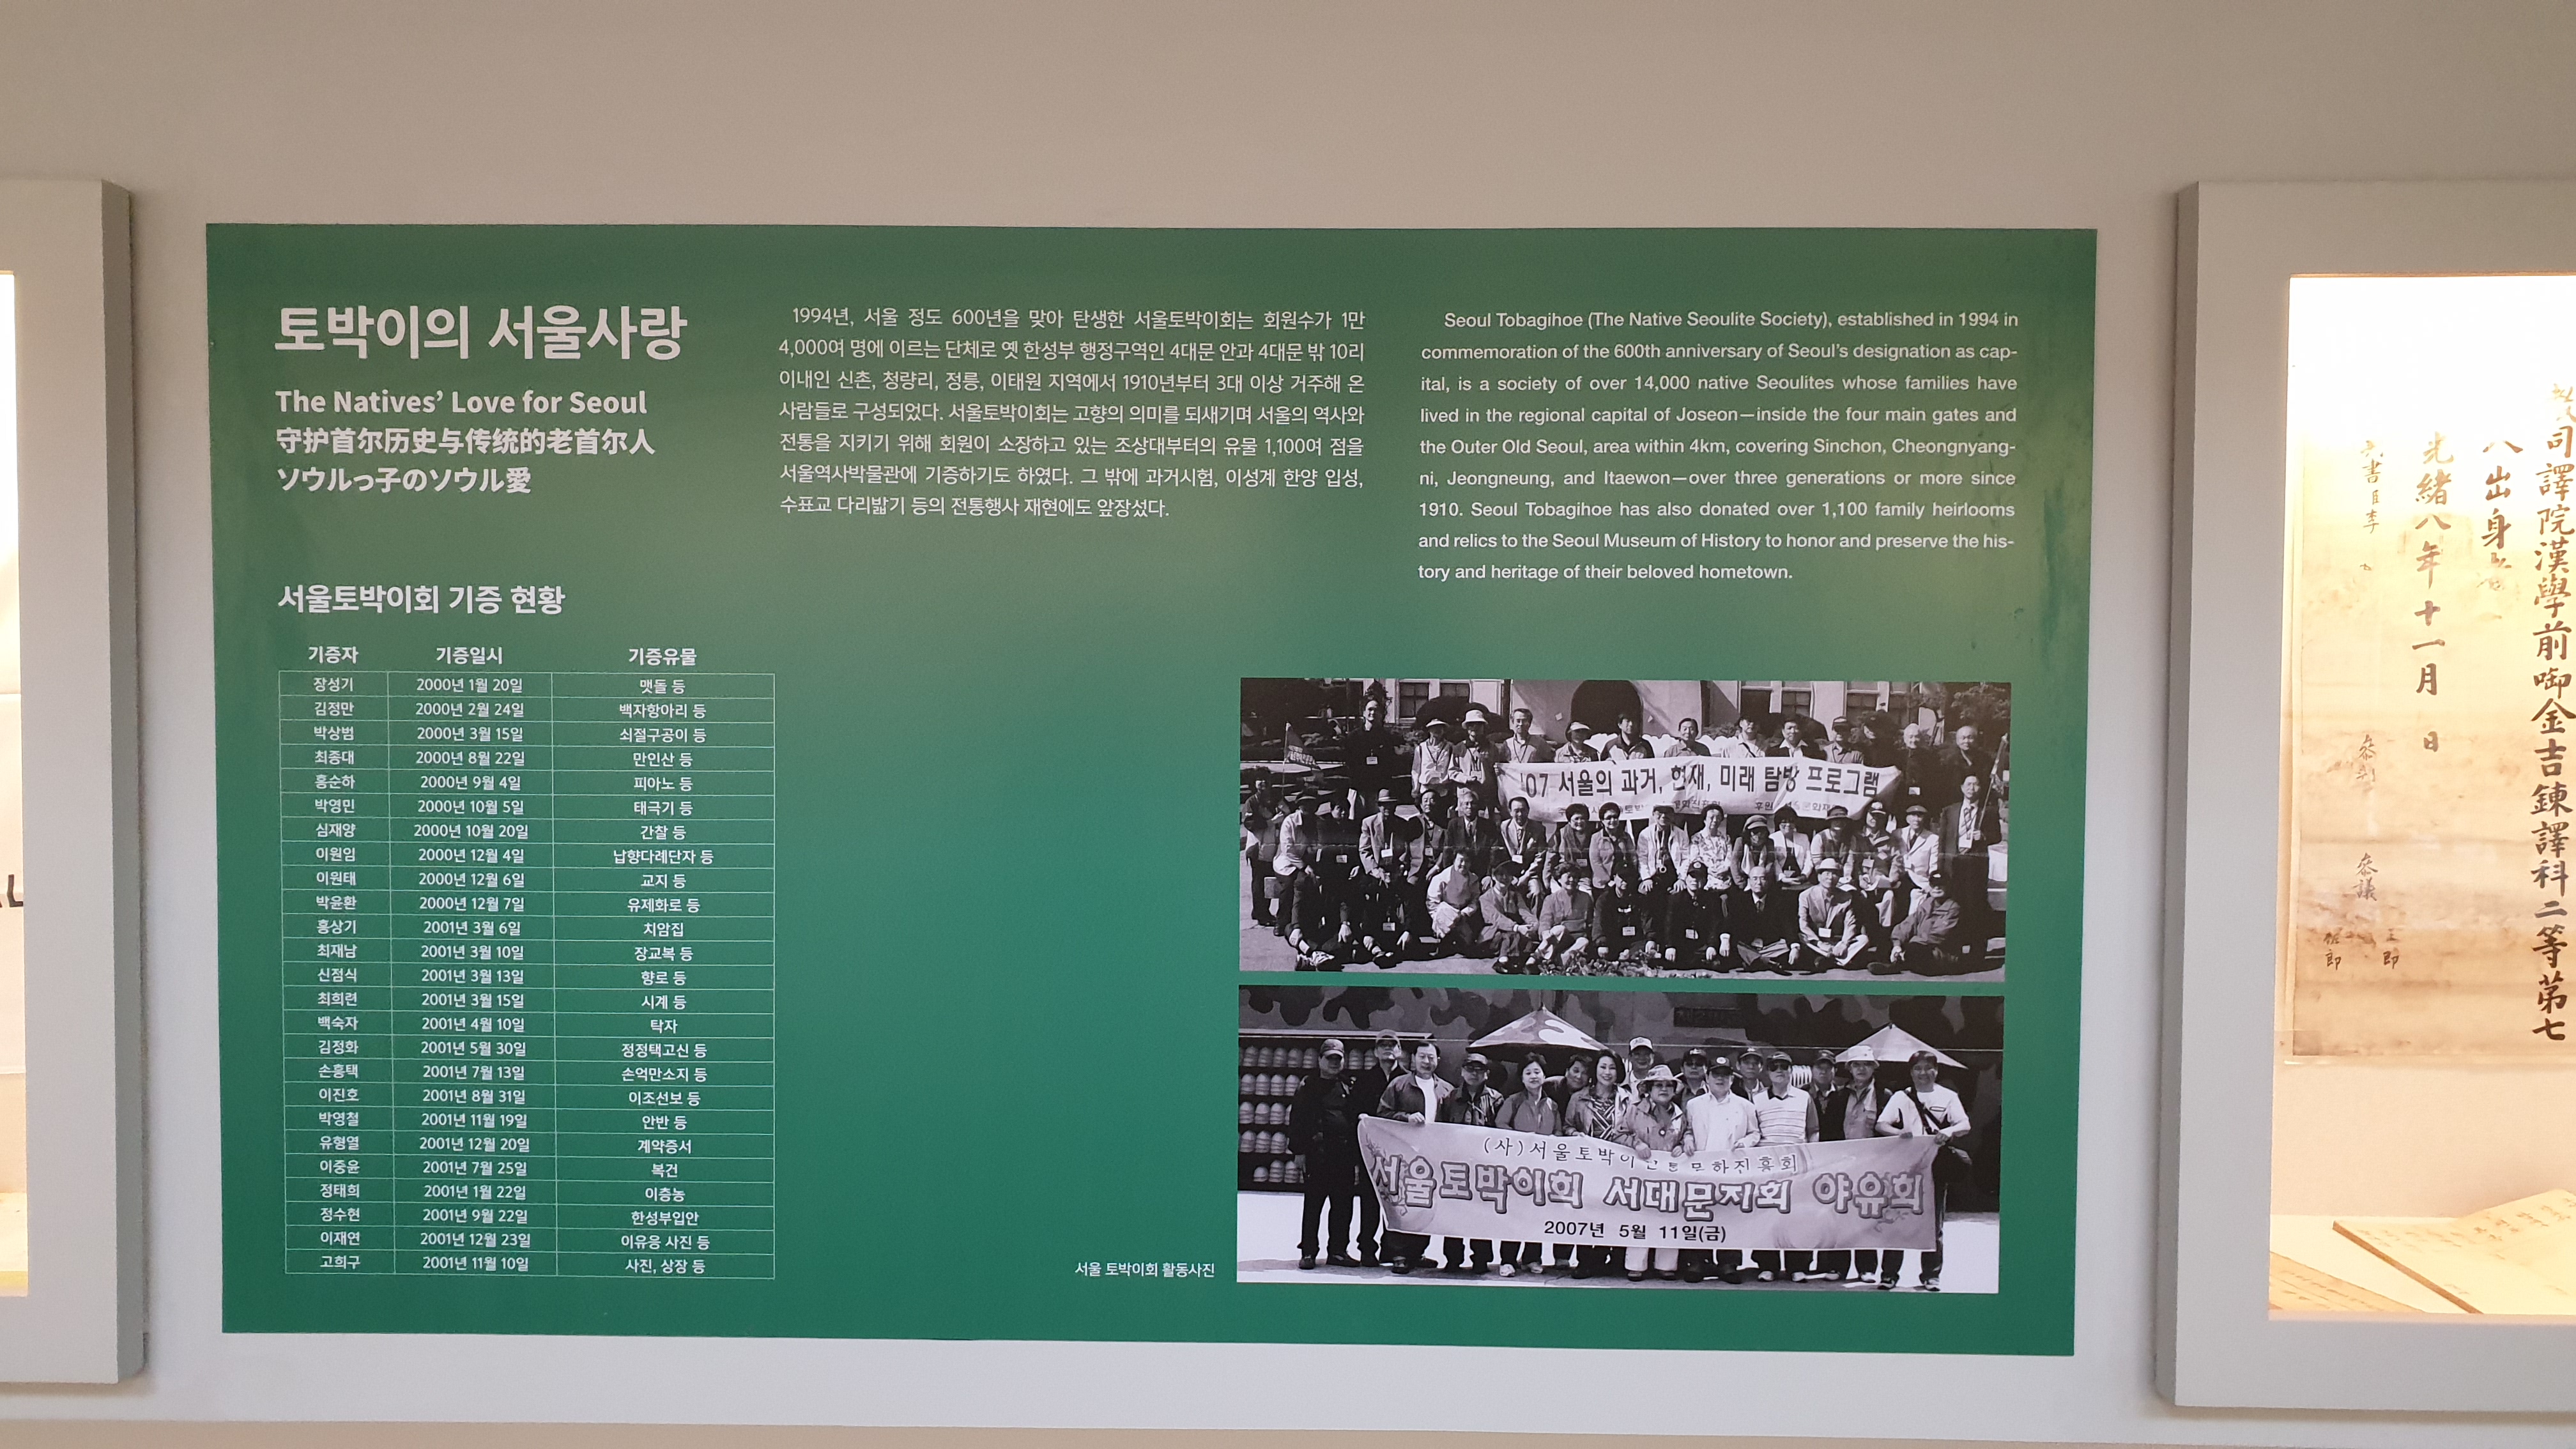 토박이의 서울사랑
The Natives' Love for Seoul
守护首尔历史与传统的老首尔人
ソウルっ子のソウル愛
1994년, 서울 정도 600년을 맞아 탄생한 서울토박이회는 회원수가 1만
4,000여 명에 이르는 단체로 옛 한성부 행정구역인 4대문 안과 4대문 밖 10리
이내인 신촌, 청량리, 정릉, 이태원 지역에서 1910년부터 3대 이상 거주해 온
사람들로 구성되었다. 서울토박이회는 고향의 의미를 되새기며 서울의 역사와
전통을 지키기 위해 회원이 소장하고 있는 조상대부터의 유물 1,100여 점을
서울역사박물관에 기증하기도 하였다. 그 밖에 과거시험, 이성계 한양 입성,
수표교 다리밟기 등의 전통행사 재현에도 앞장섰다.
Seoul Tobagihoe (The Native Seoulite Society), established in 1994 in
commemoration of the 600th anniversary of Seoul's designation as cap-
ital, is a society of over 14,000 native Seoulites whose families have
lived in the regional capital of Joseon—inside the four main gates and
the Outer Old Seoul, area within 4km, covering Sinchon, Cheongnyang-
ni, Jeongneung, and Itaewon—over three generations or more since
1910. Seoul Tobagihoe has also donated over 1,100 family heirlooms
and relics to the Seoul Museum of History to honor and preserve the his-
tory and heritage of their beloved hometown.
서울토박이회 기증 현황
기증자 기증일시 기증유물
장성기 2000년 1월 20일 맷돌 등
김정만 2000년 2월 24일 백자항아리 등
박상범 2000년 3월 15일 쇠절구공이 등
최종대 2000년 8월 22일 만인산 등
홍순하 2000년 9월 4일 피아노 등
박영민 2000년 10월 5일 태극기 등
심재양 2000년 10월 20일 간찰 등
이원임 2000년 12월 4일 납향다례단자 등
이원태 2000년 12월 6일 교지 등
박윤환 2000년 12월 7일 유제화로 등
홍상기 2001년 3월 6일 치암집
최재남 2001년 3월 10일 장교복 등
신점식 2001년 3월 13일 향로 등
최희련 2001년 3월 15일 시계 등
백숙자 2001년 4월 10일 탁자
김정화 2001년 5월 30일 정정택고신 등
손홍택 2001년 7월 13일 손억만소지 등
이진호 2001년 8월 31일 이조선보 등
박영철 2001년 11월 19일 안반 등
유형열 2001년 12월 20일 계약증서
이중윤 2001년 7월 25일 복건
정태희 2001년 1월 22일 이층농
정수현 2001년 9월 22일 한성부입안
이재연 2001년 12월 23일 이유응 사진 등
고희구 2001년 11월 10일 사진, 상장 등
'07 서울의 과거, 현재, 미래 탐방 프로그램
(사)서울토박이
서울토박이회 서대문지회 야유회
2007년 5월 11일(금)
서울 토박이회 활동사진
司譯院漢學前啣金吉鍊譯科二等第七
八出身者
光緖八年十一月 日